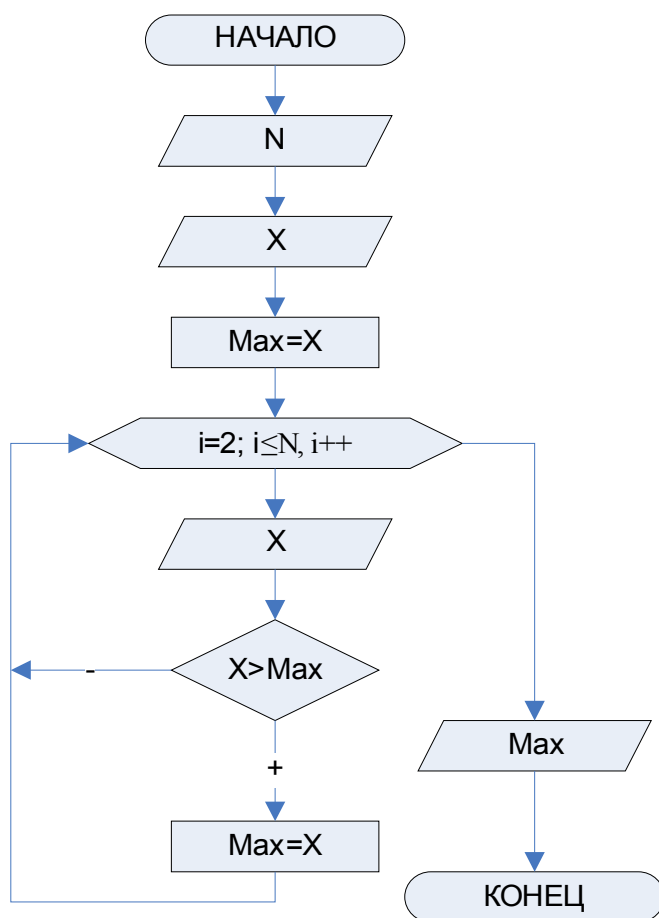 НАЧАЛО
N
X
Max=X
i=2; i≤N, i++
X
X>Max
-
+
Max=X
Max
КОНЕЦ